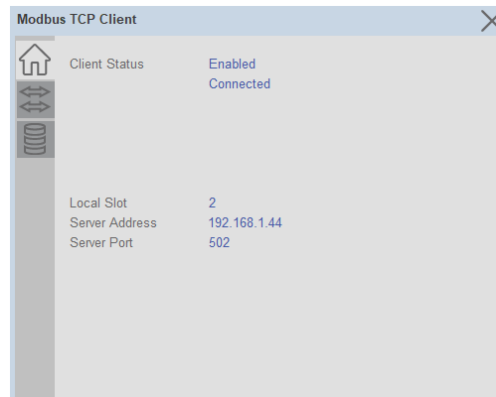 Modbus TCP Client
Client Status Enabled
Connected
Local Slot 2
Server Address 192.168.1.44
Server Port 502